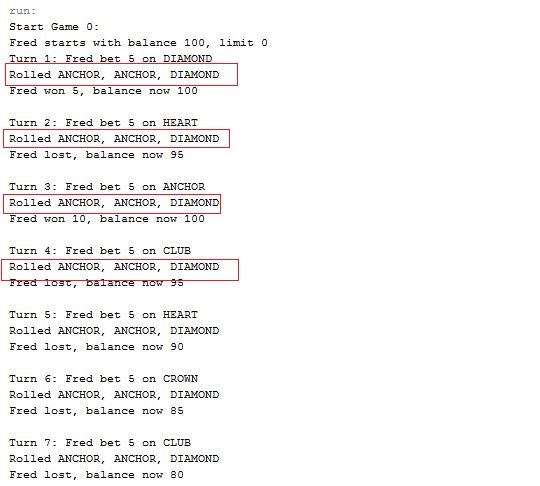 run:
Start Game 0:
Fred starts with balance 100, limit 0
Turn 1: Fred bet 5 on DIAMOND
Rolled ANCHOR, ANCHOR, DIAMOND
Fred won 5, balance now 100
Turn 2: Fred bet 5 on HEART
Rolled ANCHOR, ANCHOR, DIAMOND
Fred lost, balance now 95
Turn 3: Fred bet 5 on ANCHOR
Rolled ANCHOR, ANCHOR, DIAMOND
Fred won 10, balance now 100
Turn 4: Fred bet 5 on CLUB
Rolled ANCHOR, ANCHOR, DIAMOND
Fred lost, balance now 95
Turn 5: Fred bet 5 on HEART
Rolled ANCHOR, ANCHOR, DIAMOND
Fred lost, balance now 90
Turn 6: Fred bet 5 on CROWN
Rolled ANCHOR, ANCHOR, DIAMOND
Fred lost, balance now 85
Turn 7: Fred bet 5 on CLUB
Rolled ANCHOR, ANCHOR, DIAMOND
Fred lost, balance now 80